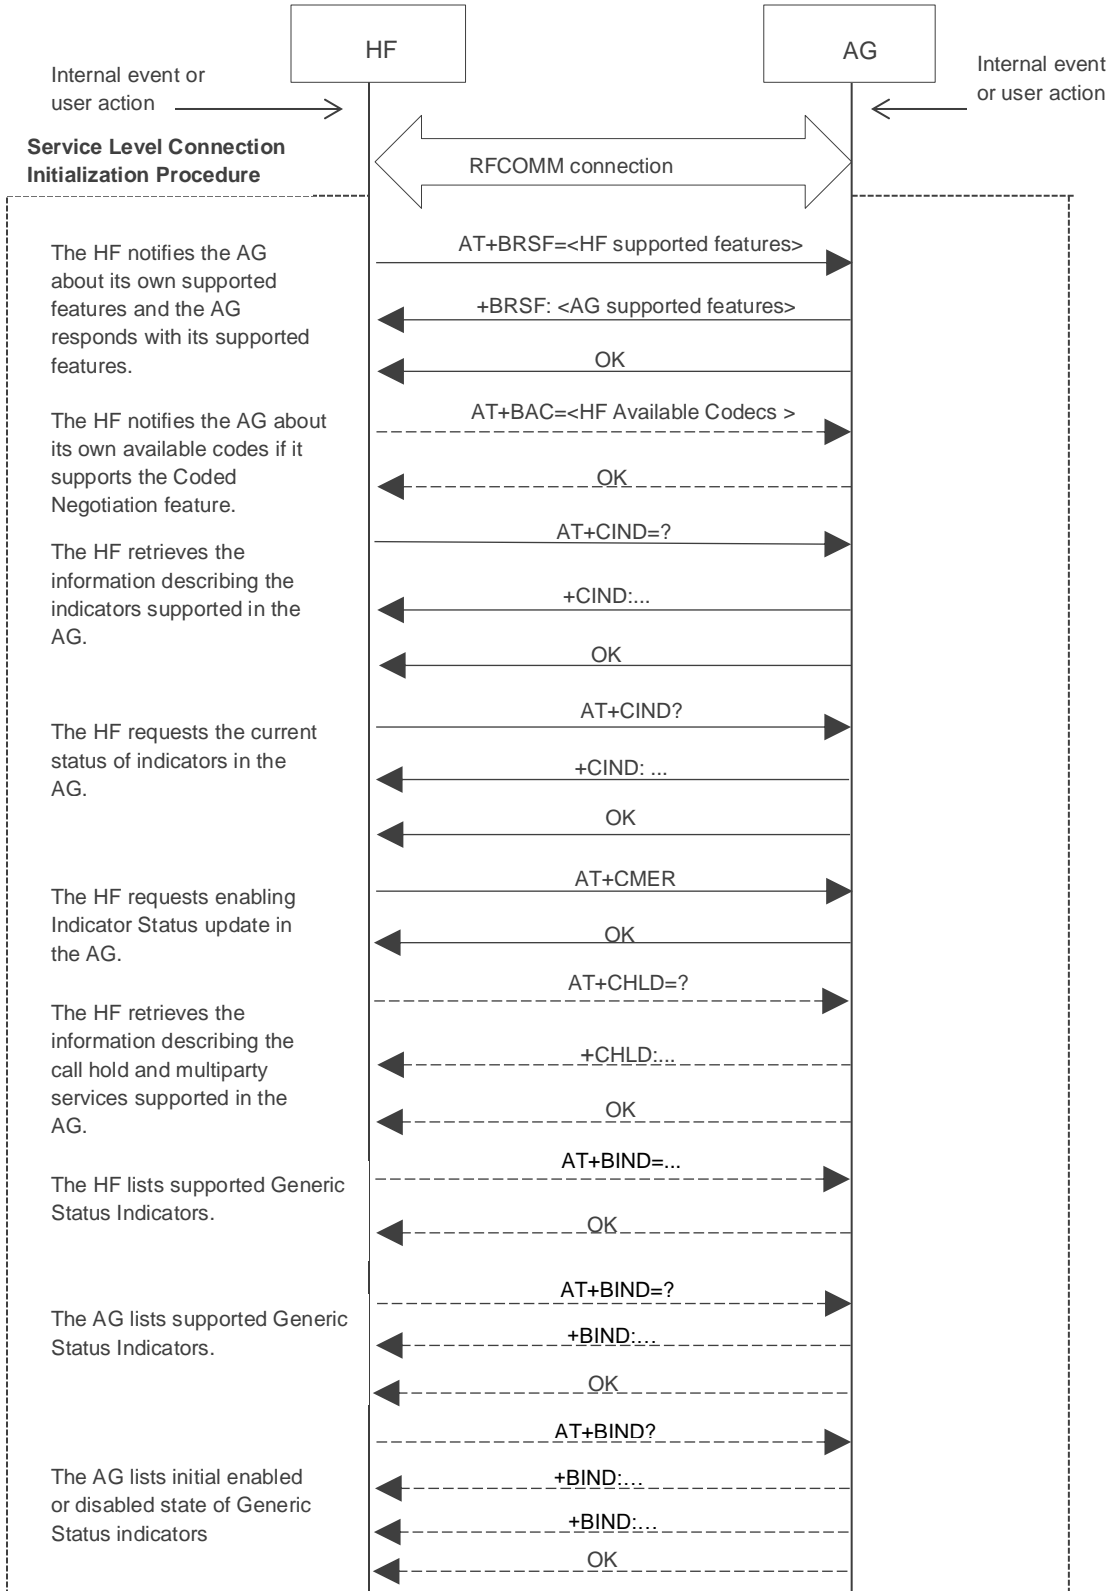 HF
AG
Internal event or
user action
Internal event
or user action
Service Level Connection
Initialization Procedure
RFCOMM connection
The HF notifies the AG
about its own supported
features and the AG
responds with its supported
features.
AT+BRSF=<HF supported features>
+BRSF: <AG supported features>
OK
The HF notifies the AG about
its own available codes if it
supports the Coded
Negotiation feature.
AT+BAC=<HF Available Codecs >
OK
The HF retrieves the
information describing the
indicators supported in the
AG.
AT+CIND=?
+CIND:...
OK
The HF requests the current
status of indicators in the
AG.
AT+CIND?
+CIND: ...
OK
The HF requests enabling
Indicator Status update in
the AG.
AT+CMER
OK
The HF retrieves the
information describing the
call hold and multiparty
services supported in the
AG.
AT+CHLD=?
+CHLD:...
OK
The HF lists supported Generic
Status Indicators.
AT+BIND=...
OK
The AG lists supported Generic
Status Indicators.
AT+BIND=?
+BIND:...
OK
The AG lists initial enabled
or disabled state of Generic
Status indicators
AT+BIND?
+BIND:...
+BIND:...
OK